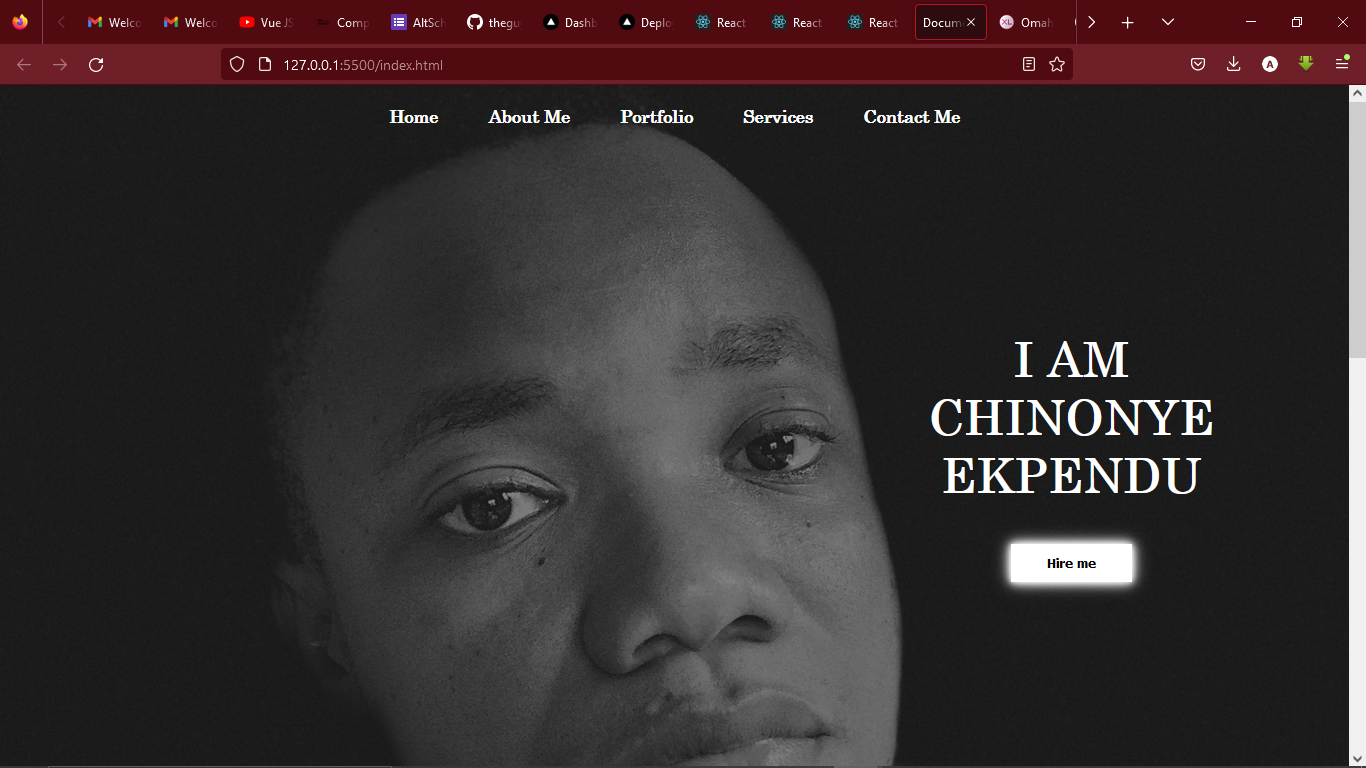 Welco
Welco
Vue JS
Comp
AltSch
thegu
Dashb
Deplo
React
React
React
Docum
XL
Omah
127.0.0.1:5500/index.html
A
Home
About Me
Portfolio
Services
Contact Me
I AM
CHINONYE
EKPENDU
Hire me